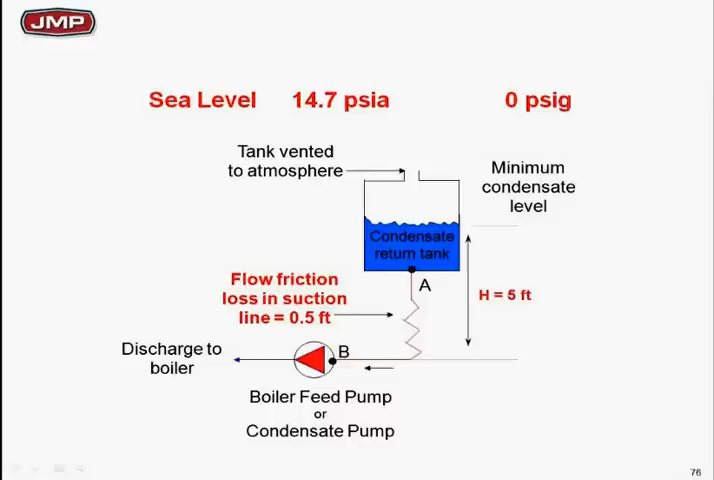 JMP
Sea Level 14.7 psia 0 psig
Tank vented
to atmosphere
Minimum
condensate
level
Condensate
return tank
A
Flow friction
loss in suction
line = 0.5 ft
H = 5 ft
B
Discharge to
boiler
Boiler Feed Pump
or
Condensate Pump
76